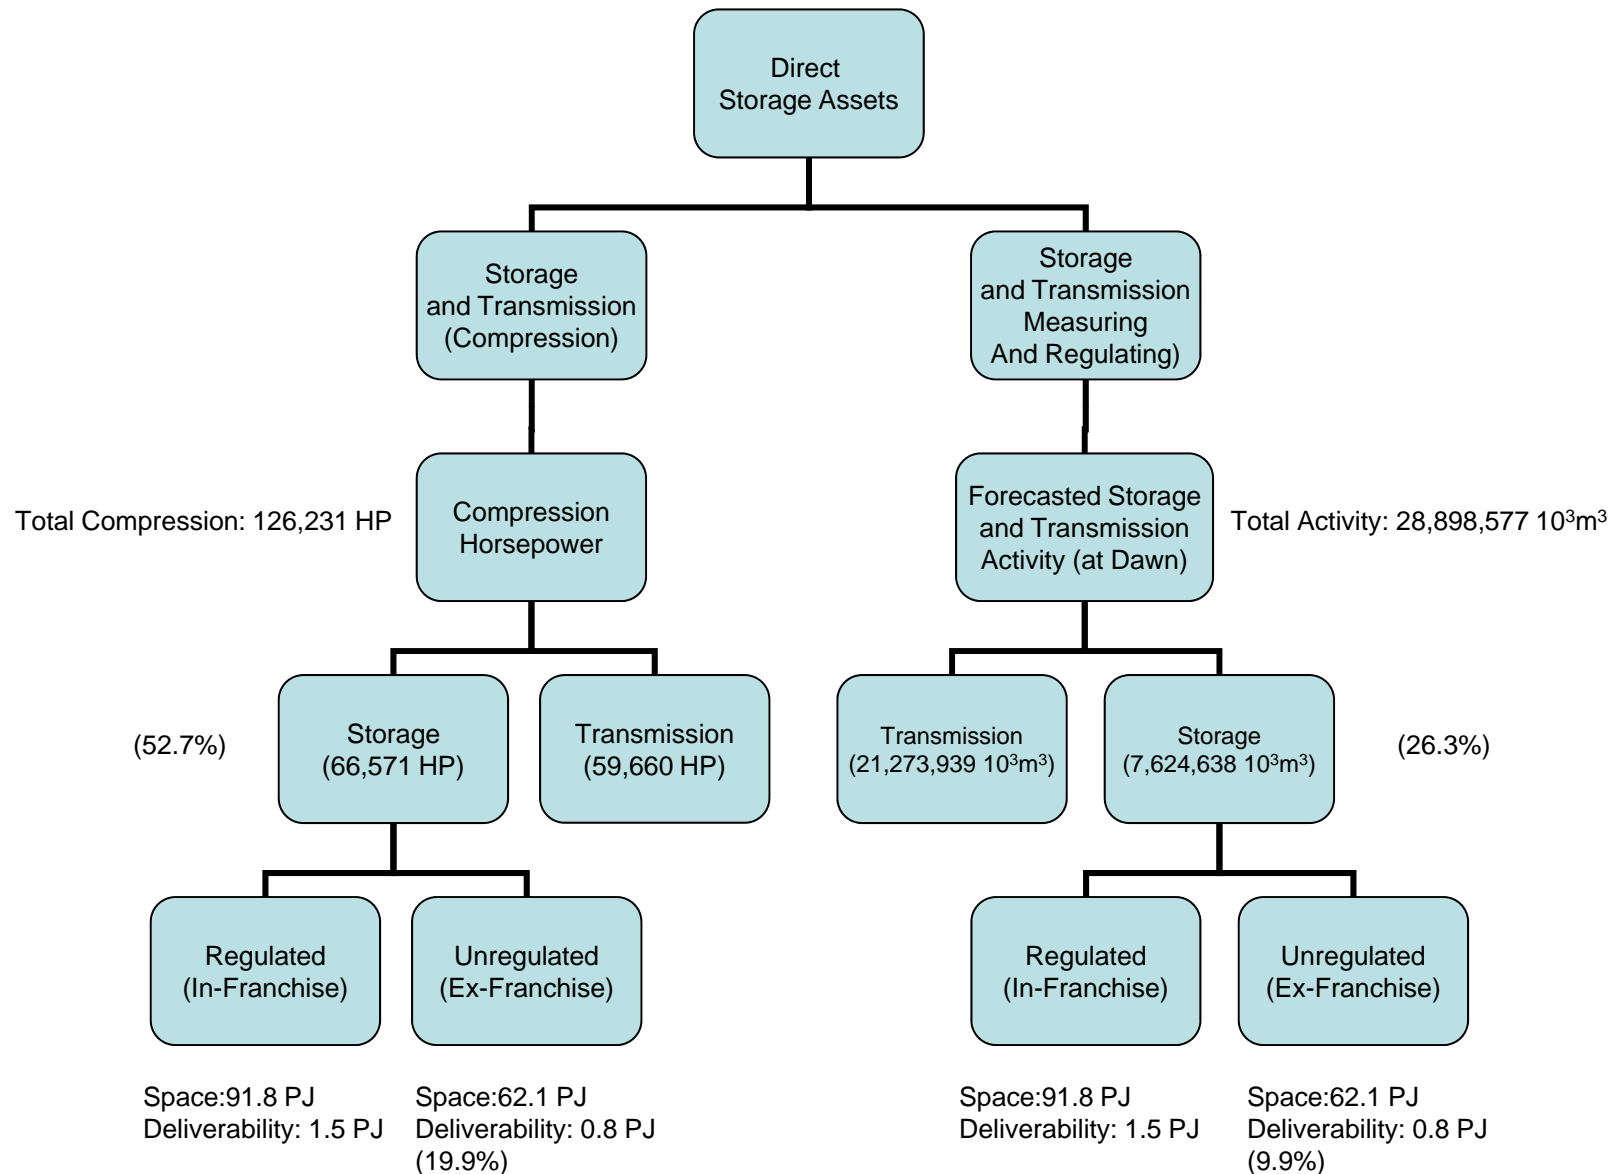 Direct
Storage Assets
Storage
and Transmission
(Compression)
Storage
and Transmission
Measuring
And Regulating)
Total Compression: 126,231 HP
Compression
Horsepower
Forecasted Storage
and Transmission
Activity (at Dawn)
Total Activity: 28,898,577 10³m³
(52.7%)
Storage
(66,571 HP)
Transmission
(59,660 HP)
Transmission
(21,273,939 10³m³)
Storage
(7,624,638 10³m³)
(26.3%)
Regulated
(In-Franchise)
Unregulated
(Ex-Franchise)
Regulated
(In-Franchise)
Unregulated
(Ex-Franchise)
Space:91.8 PJ
Deliverability: 1.5 PJ
Space:62.1 PJ
Deliverability: 0.8 PJ
(19.9%)
Space:91.8 PJ
Deliverability: 1.5 PJ
Space:62.1 PJ
Deliverability: 0.8 PJ
(9.9%)